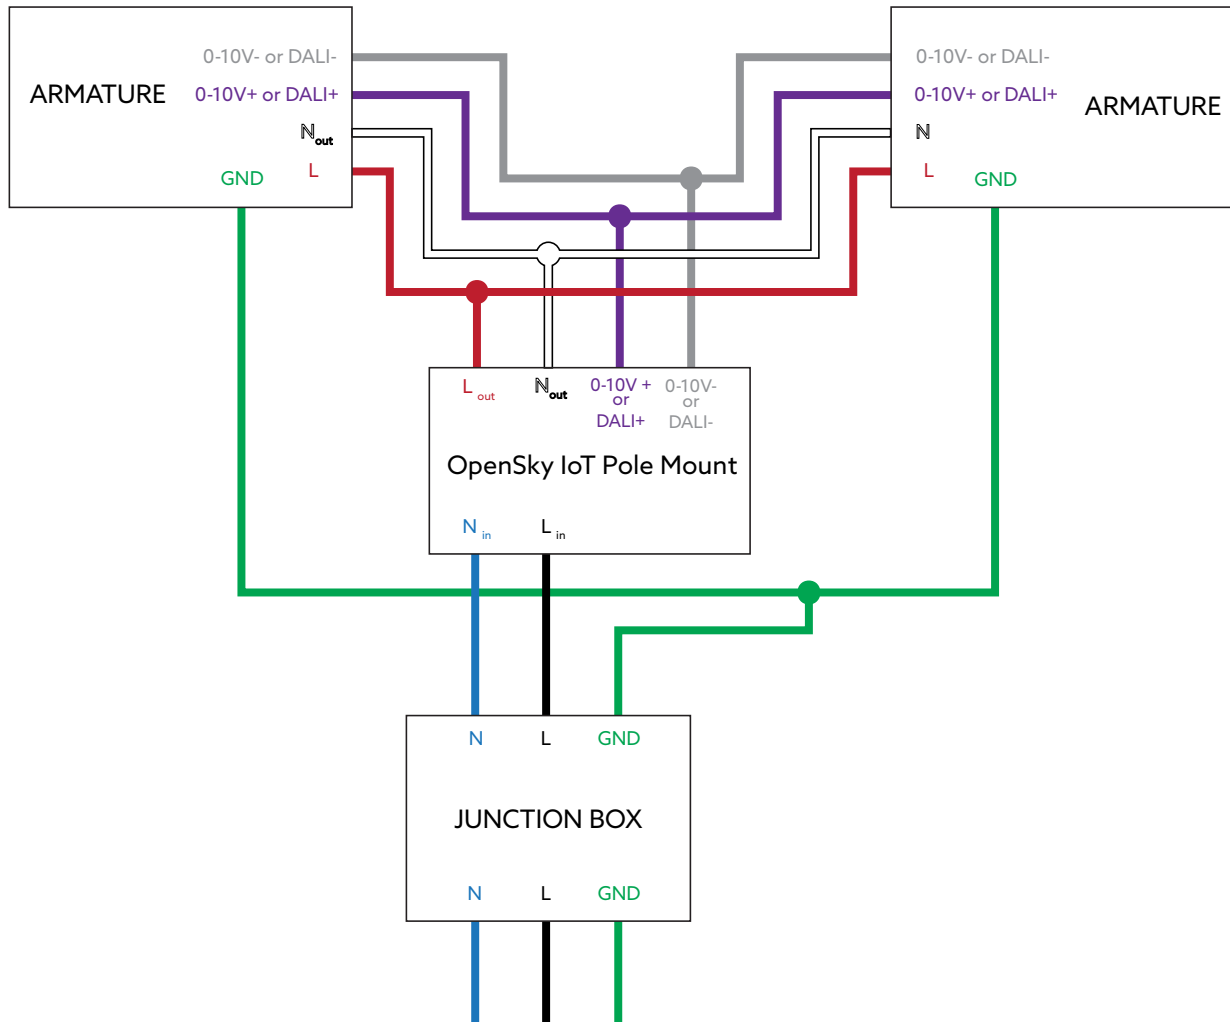 ARMATURE
0-10V- or DALI-
0-10V+ or DALI+
N out
L
GND
0-10V- or DALI-
0-10V+ or DALI+
N
L
GND
ARMATURE
L out
N out
0-10V +
or
DALI+
0-10V-
or
DALI-
OpenSky IoT Pole Mount
N in
L in
N
L
GND
JUNCTION BOX
N
L
GND